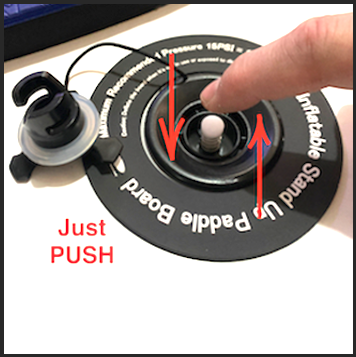 Maximum Recommended Pressure 15PSI =
Inflatable Stand Up Paddle Board
Just
PUSH